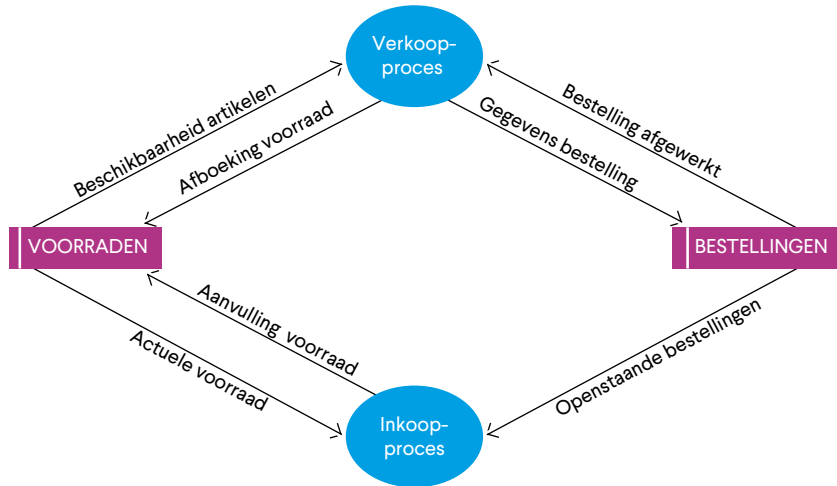 Verkoop-
proces
Beschikbaarheid artikelen
Afboeking voorraad
Gegevens bestelling
Bestelling afgewerkt
VOORRADEN
BESTELLINGEN
Aanvulling voorraad
Actuele voorraad
Openstaande bestellingen
Inkoop-
proces